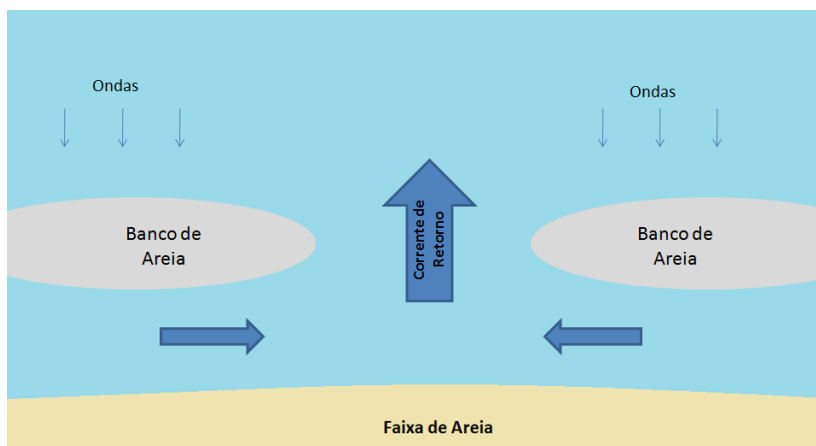 Ondas
Ondas
Corrente de
Retorno
Banco de
Areia
Banco de
Areia
Faixa de Areia